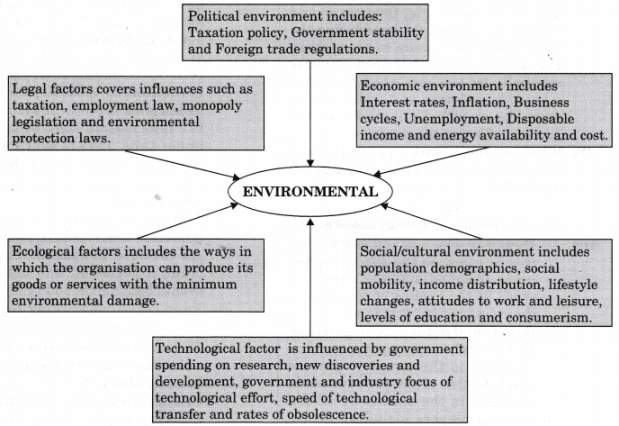 Political environment includes:
Taxation policy, Government stability
and Foreign trade regulations.
Legal factors covers influences such as
taxation, employment law, monopoly
legislation and environmental
protection laws.
Economic environment includes
Interest rates, Inflation, Business
cycles, Unemployment, Disposable
income and energy availability and cost.
ENVIRONMENTAL
Ecological factors includes the ways in
which the organisation can produce its
goods or services with the minimum
environmental damage.
Social/cultural environment includes
population demographics, social
mobility, income distribution, lifestyle
changes, attitudes to work and leisure,
levels of education and consumerism.
Technological factor is influenced by government
spending on research, new discoveries and
development, government and industry focus of
technological effort, speed of technological
transfer and rates of obsolescence.